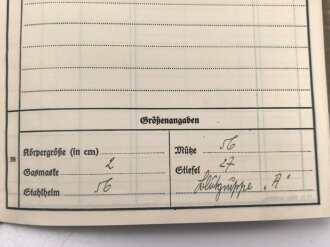 Größenangaben
38
Körpergröße (in cm)
Gasmaske 2
Stahlhelm 56
Mütze 56
Stiefel 27
Blutgruppe „A“